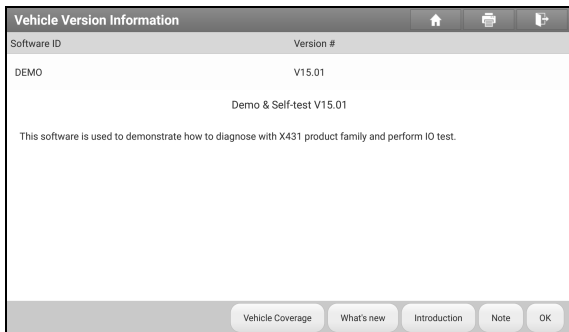 Vehicle Version Information
Software ID Version #
DEMO V15.01
Demo & Self-test V15.01
This software is used to demonstrate how to diagnose with X431 product family and perform IO test.
Vehicle Coverage What's new Introduction Note OK